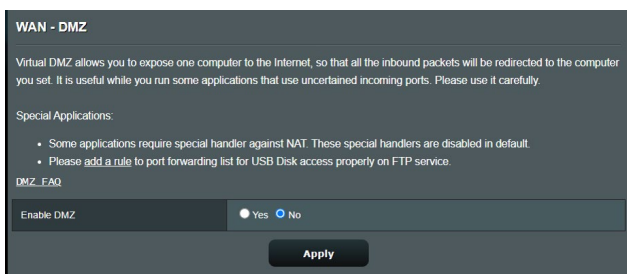 WAN - DMZ
Virtual DMZ allows you to expose one computer to the Internet, so that all the inbound packets will be redirected to the computer
you set. It is useful while you run some applications that use uncertained incoming ports. Please use it carefully.
Special Applications:
• Some applications require special handler against NAT. These special handlers are disabled in default.
• Please add a rule to port forwarding list for USB Disk access properly on FTP service.
DMZ FAQ
Enable DMZ Yes No
Apply